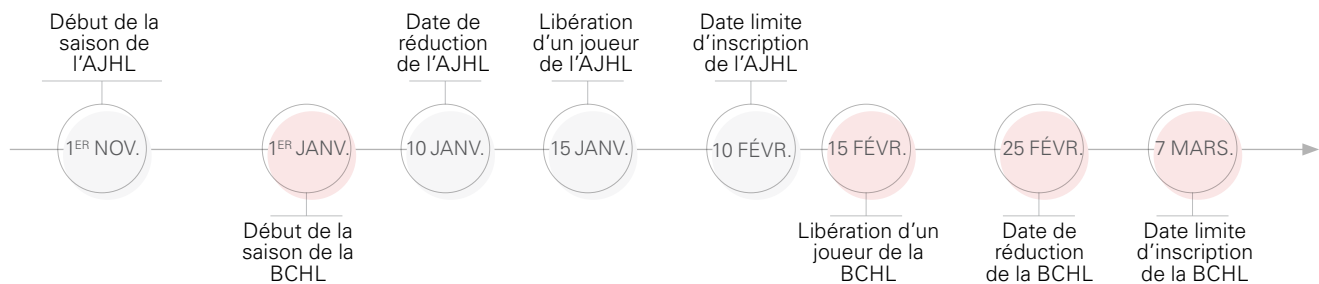 Début de la
saison de
l'AJHL
Date de
réduction
de l'AJHL
Libération
d'un joueur
de l'AJHL
Date limite
d'inscription
de l'AJHL
1ER NOV.
1ER JANV.
10 JANV.
15 JANV.
10 FÉVR.
15 FÉVR.
25 FÉVR.
7 MARS.
Début de la
saison de la
BCHL
Libération d'un
joueur de la
BCHL
Date de
réduction
de la BCHL
Date limite
d'inscription
de la BCHL